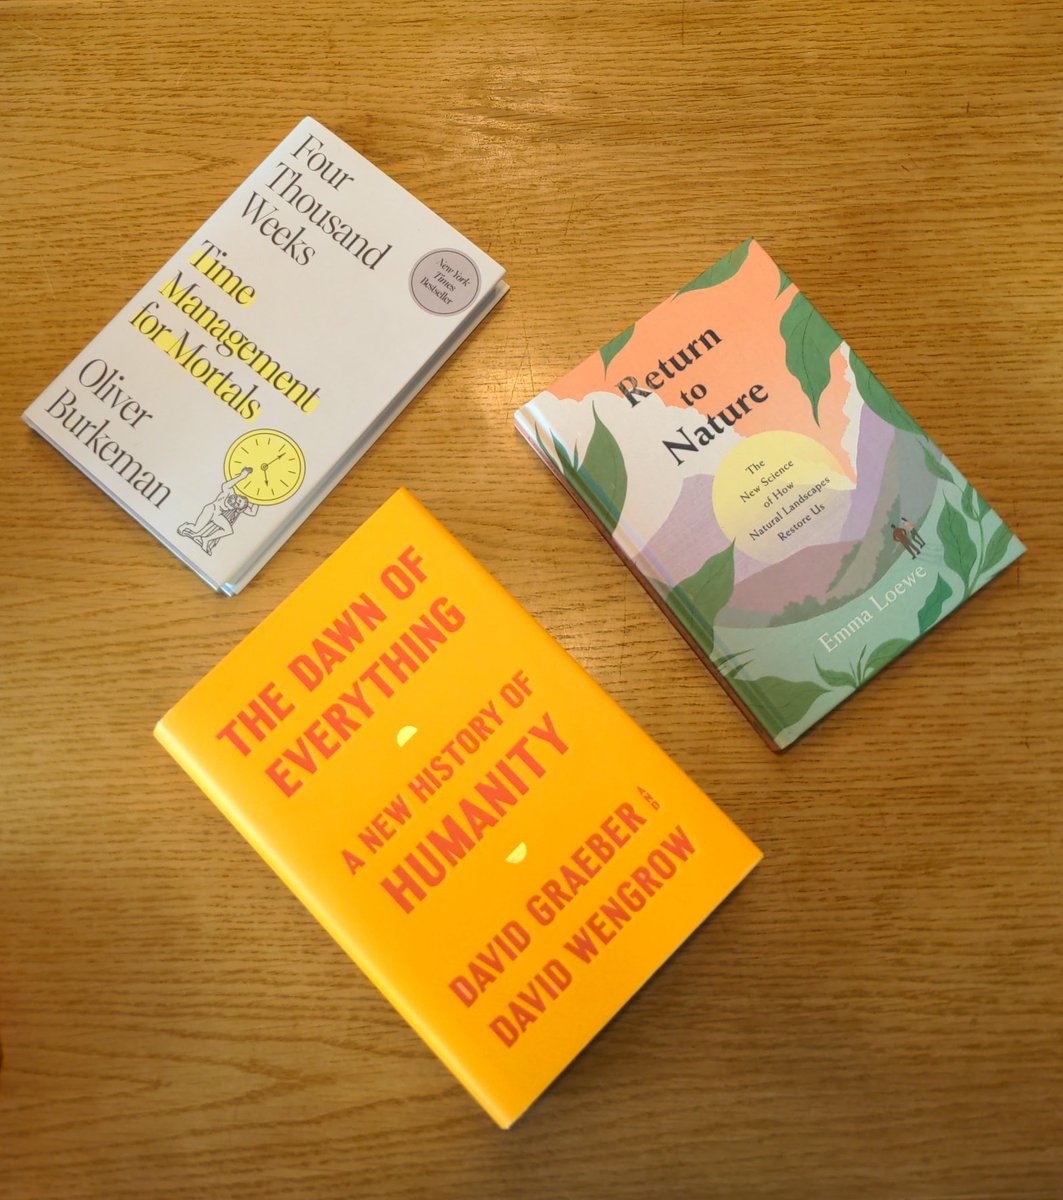 Four
Thousand
Weeks
Time
Management
for Mortals
Oliver
Burkeman
New York
Times
Bestseller
Return
to
Nature
The
New Science
of How
Natural Landscapes
Restore Us
Emma Loewe
THE DAWN OF
EVERYTHING
A NEW HISTORY OF
HUMANITY
DAVID GRAEBER AND
DAVID WENGROW